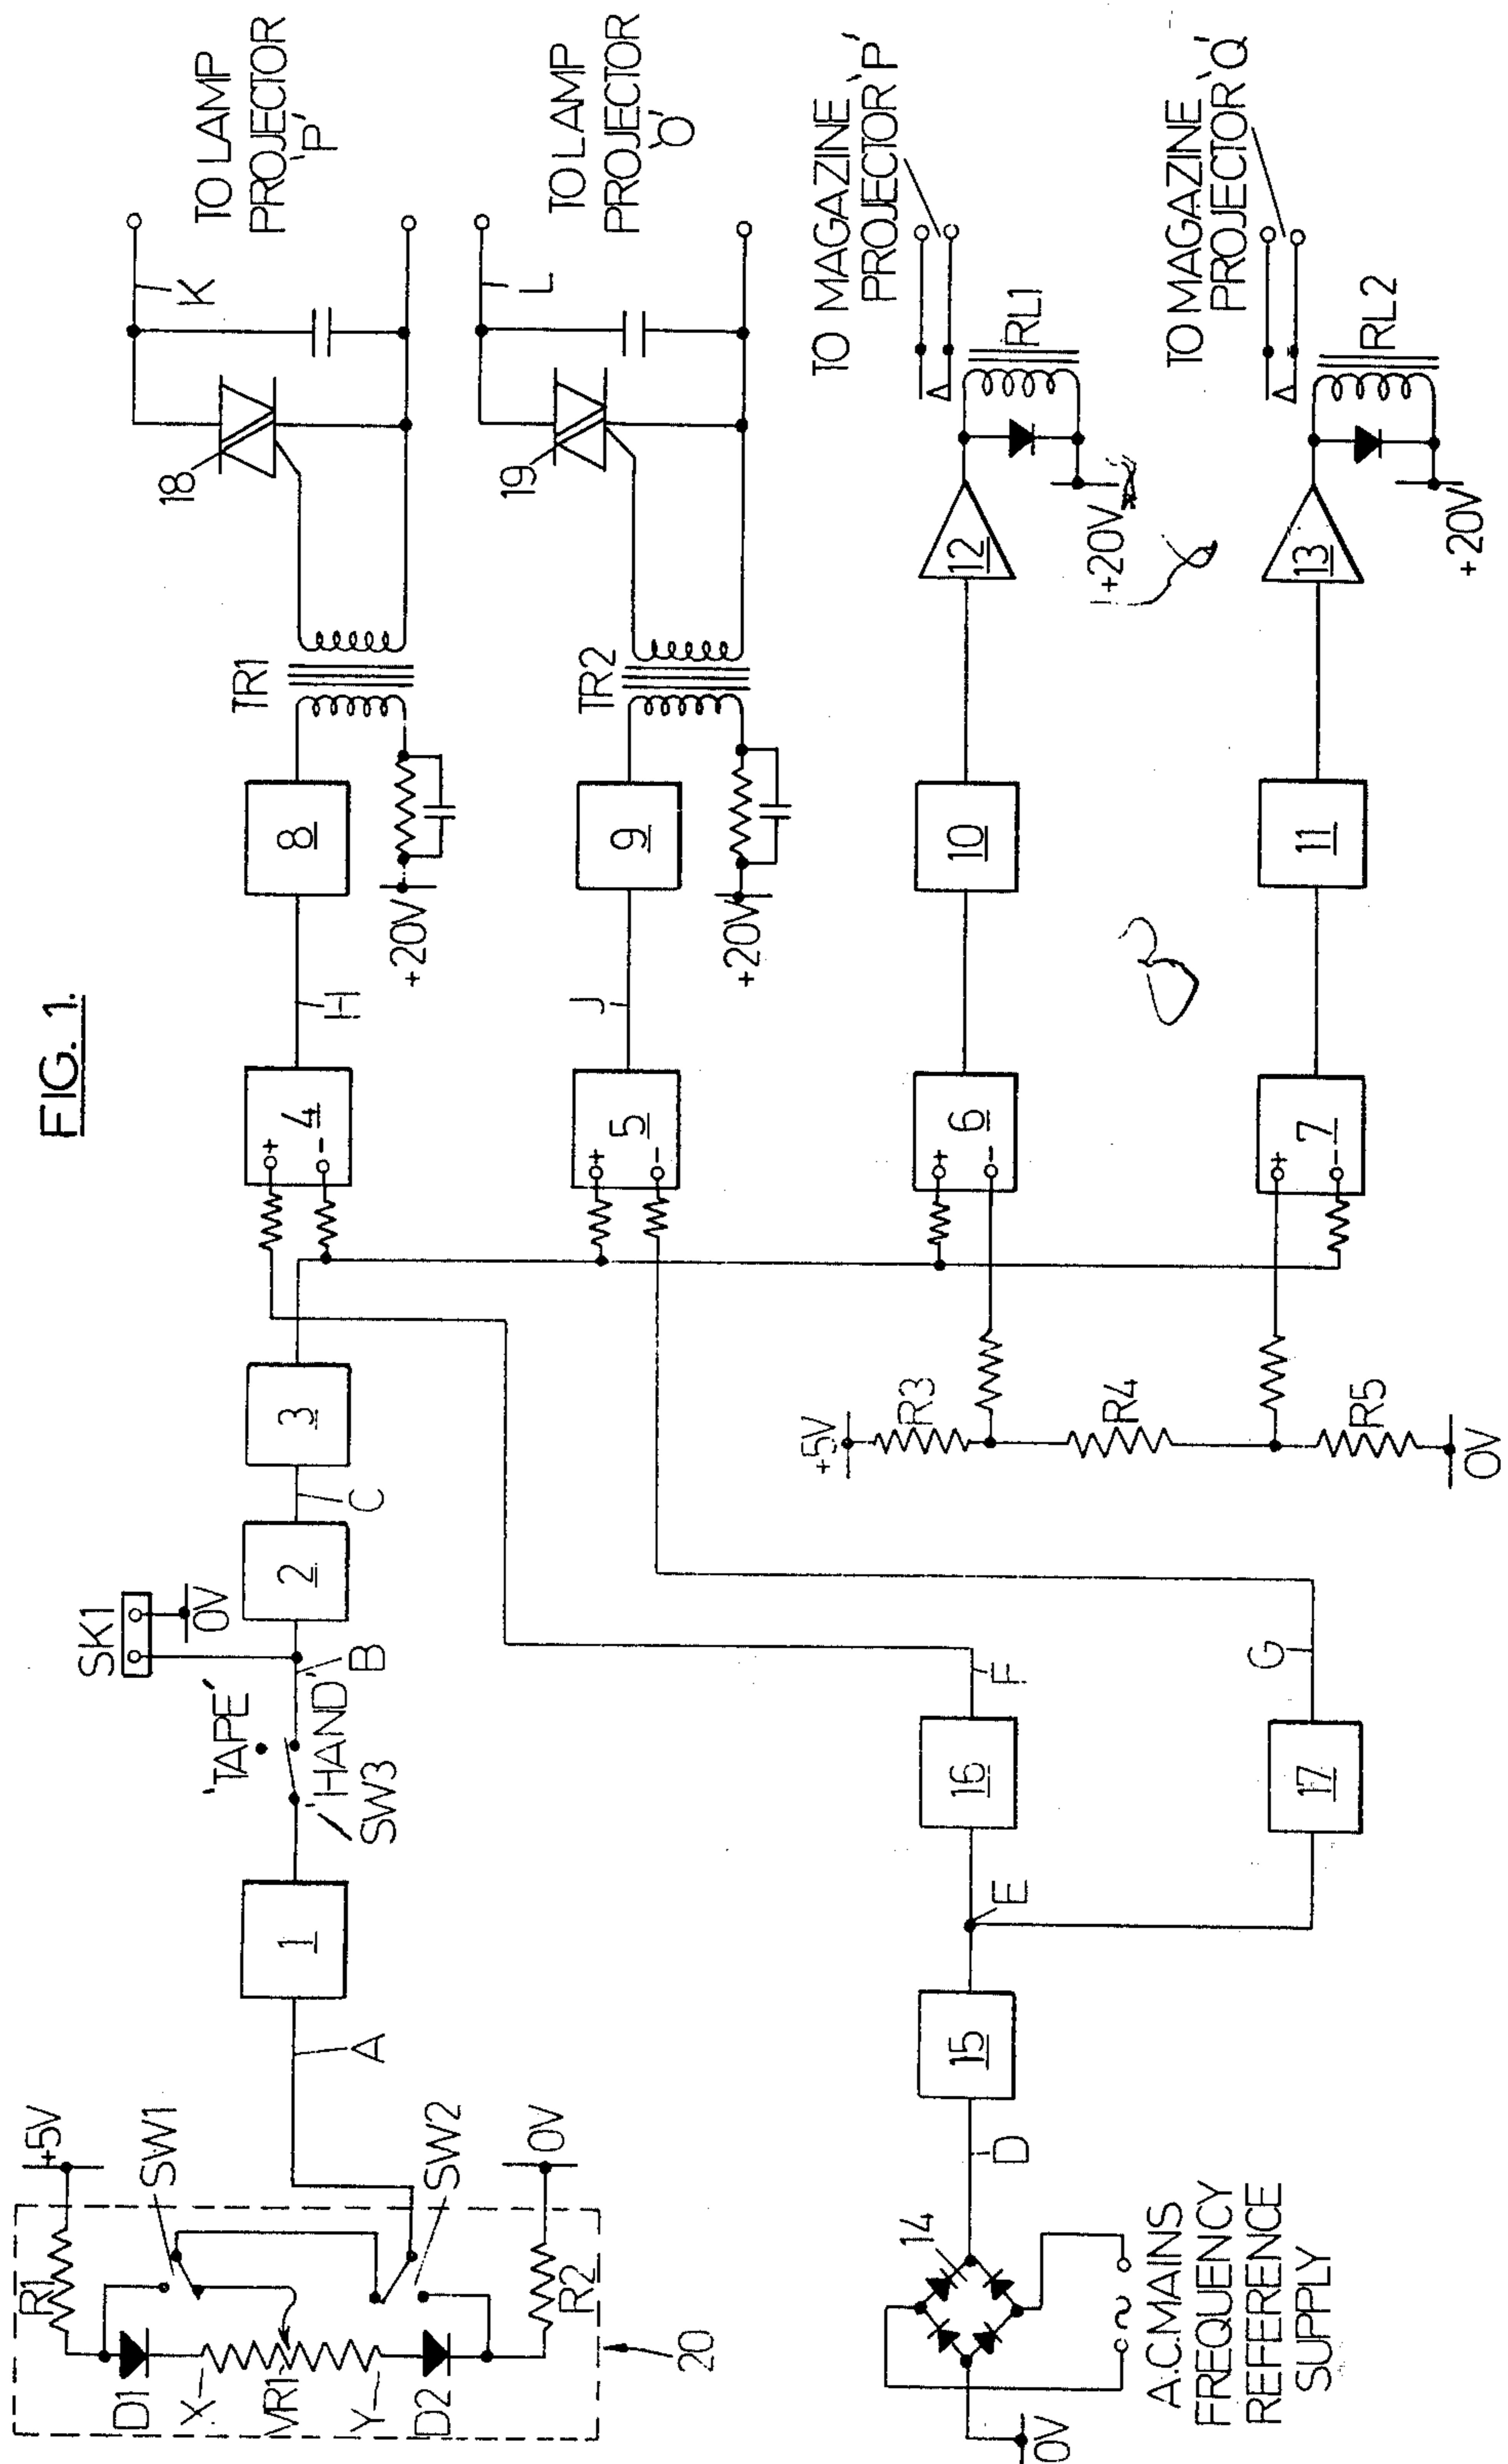 FIG. 1.
TO LAMP
PROJECTOR
'P'
K
18
TR1
8
+20V
H
4
+
-
TO LAMP
PROJECTOR
'O'
L
19
TR2
9
+20V
J
5
+
-
TO MAGAZINE
PROJECTOR 'P'
RL1
12
+20V
10
6
+
-
TO MAGAZINE
PROJECTOR 'Q'
RL2
13
+20V
11
7
+
-
3
C
2
SK1
0V
B
'TAPE'
'HAND'
SW3
1
A
+5V
R3
R4
R5
0V
F
16
G
17
E
15
D
14
A.C.MAINS
FREQUENCY
REFERENCE
SUPPLY
0V
+5V
R1
SW1
D1
X
VR1
Y
D2
SW2
R2
0V
20